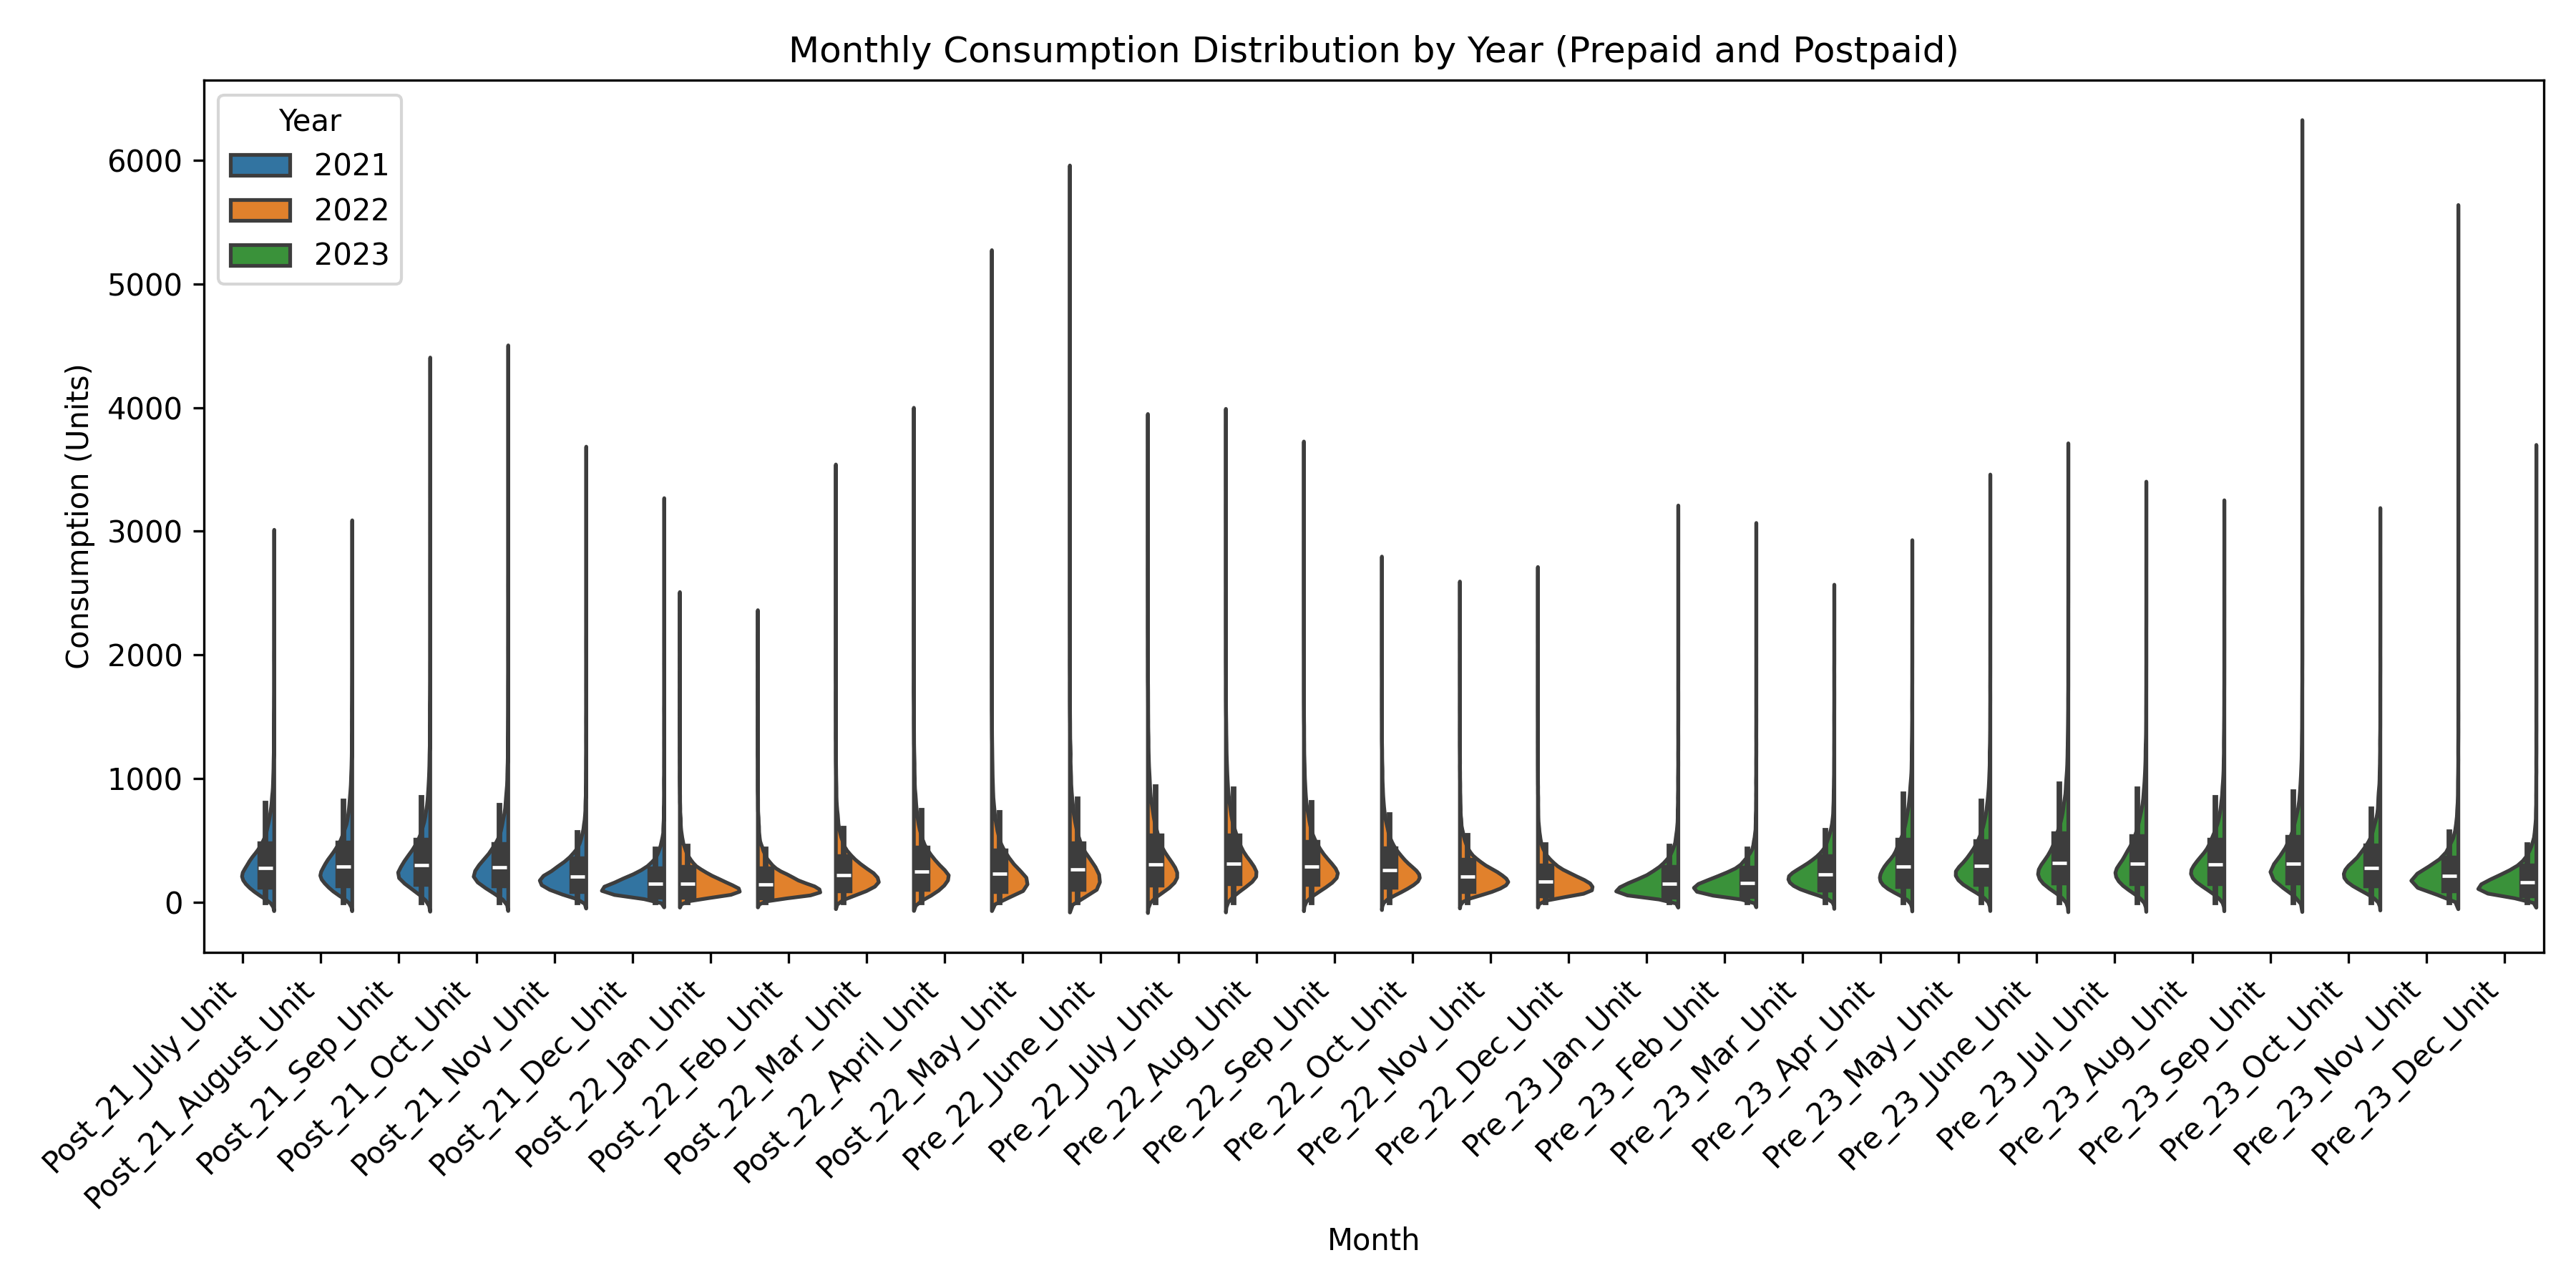 Monthly Consumption Distribution by Year (Prepaid and Postpaid)
Year
2021
2022
2023
Consumption (Units)
6000
5000
4000
3000
2000
1000
0
Post_21_July_Unit
Post_21_August_Unit
Post_21_Sep_Unit
Post_21_Oct_Unit
Post_21_Nov_Unit
Post_21_Dec_Unit
Post_22_Jan_Unit
Post_22_Feb_Unit
Post_22_Mar_Unit
Post_22_April_Unit
Post_22_May_Unit
Pre_22_June_Unit
Pre_22_July_Unit
Pre_22_Aug_Unit
Pre_22_Sep_Unit
Pre_22_Oct_Unit
Pre_22_Nov_Unit
Pre_22_Dec_Unit
Pre_23_Jan_Unit
Pre_23_Feb_Unit
Pre_23_Mar_Unit
Pre_23_Apr_Unit
Pre_23_May_Unit
Pre_23_June_Unit
Pre_23_Jul_Unit
Pre_23_Aug_Unit
Pre_23_Sep_Unit
Pre_23_Oct_Unit
Pre_23_Nov_Unit
Pre_23_Dec_Unit
Month